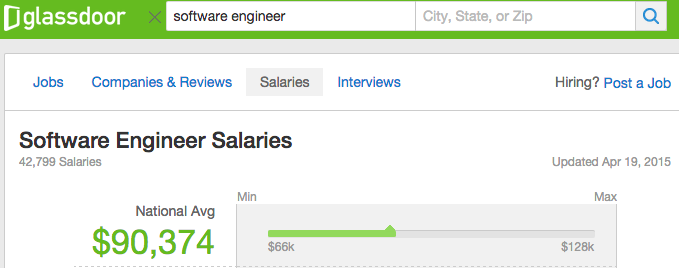 glassdoor software engineer City, State, or Zip
Jobs Companies & Reviews Salaries Interviews Hiring? Post a Job
Software Engineer Salaries
42,799 Salaries Updated Apr 19, 2015
Min Max
National Avg
$90,374
$66k $128k